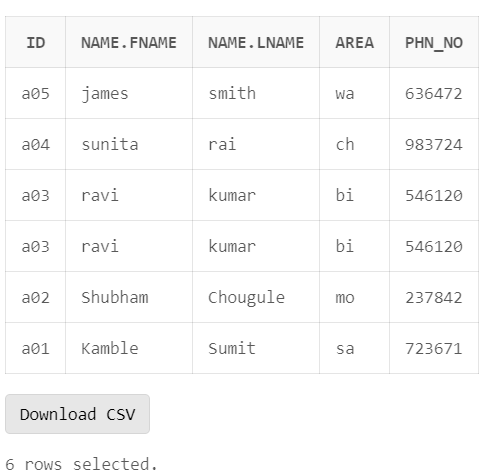 ID NAME.FNAME NAME.LNAME AREA PHN_NO
a05 james smith wa 636472
a04 sunita rai ch 983724
a03 ravi kumar bi 546120
a03 ravi kumar bi 546120
a02 Shubham Chougule mo 237842
a01 Kamble Sumit sa 723671
Download CSV
6 rows selected.